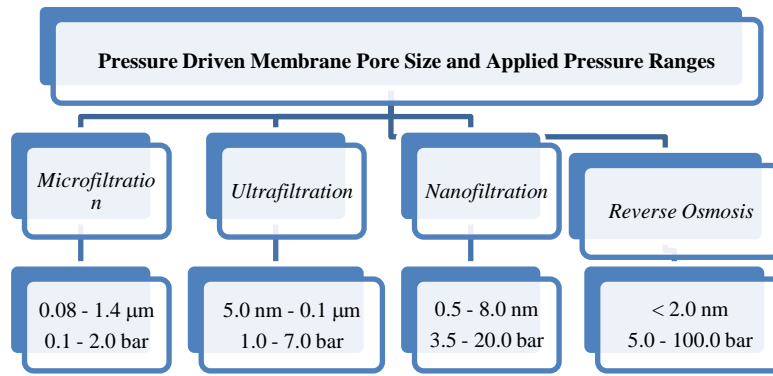 Pressure Driven Membrane Pore Size and Applied Pressure Ranges
Microfiltratio
n
Ultrafiltration
Nanofiltration
Reverse Osmosis
0.08 - 1.4 μm
0.1 - 2.0 bar
5.0 nm - 0.1 μm
1.0 - 7.0 bar
0.5 - 8.0 nm
3.5 - 20.0 bar
< 2.0 nm
5.0 - 100.0 bar